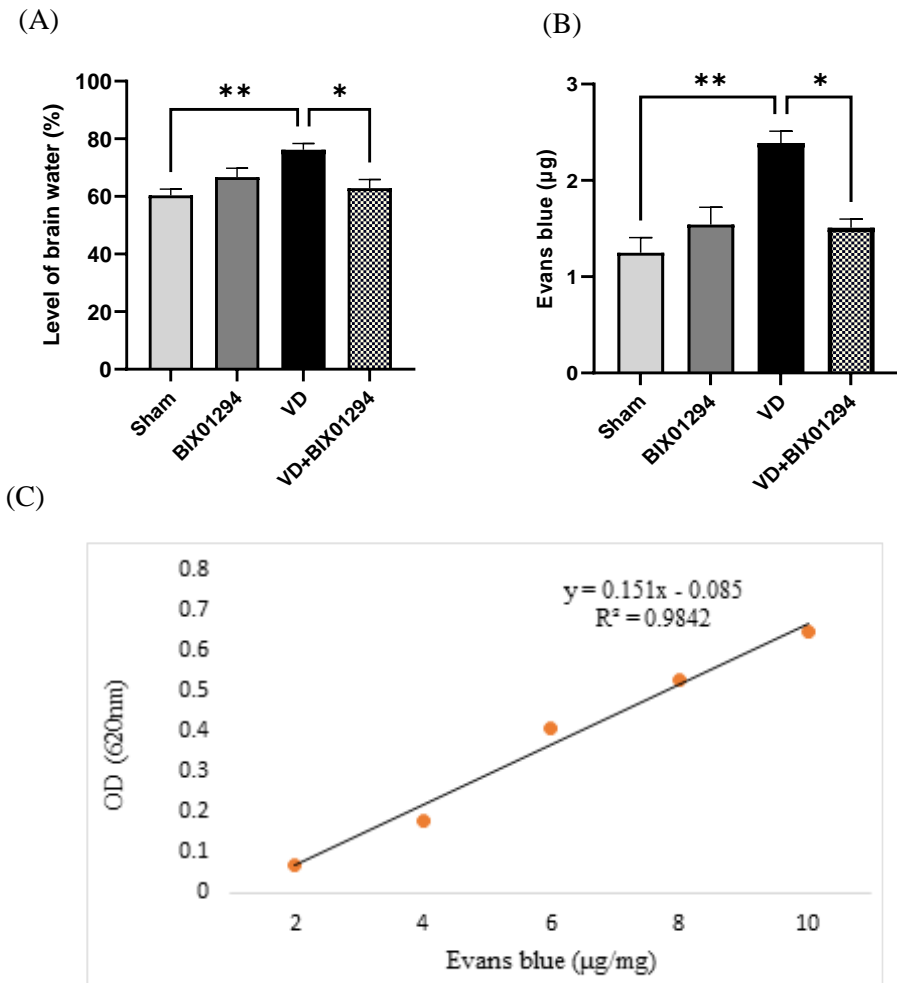 (A)
Level of brain water (%)
100
80
60
40
20
0
** *
Sham
BIX01294
VD
VD+BIX01294
(B)
Evans blue (µg)
3
2
1
0
** *
Sham
BIX01294
VD
VD+BIX01294
(C)
OD (620nm)
0.8
0.7
0.6
0.5
0.4
0.3
0.2
0.1
0
y = 0.151x - 0.085
R² = 0.9842
2 4 6 8 10
Evans blue (µg/mg)